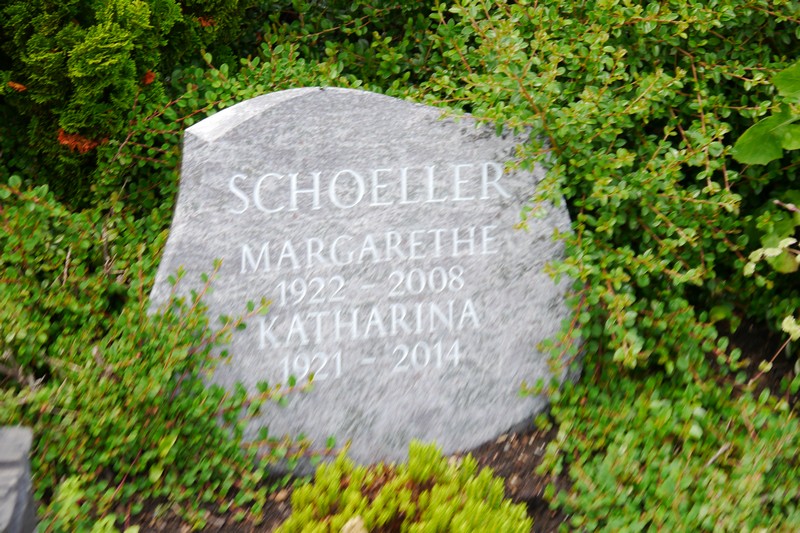 SCHOELLER
MARGARETHE
1922 - 2008
KATHARINA
1921 - 2014